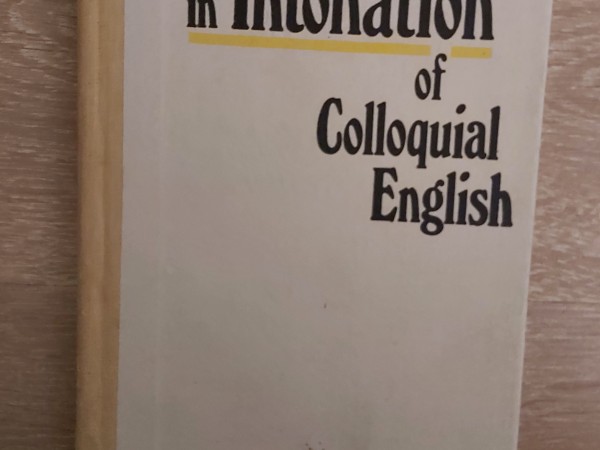 in Intonation
of
Colloquial
English